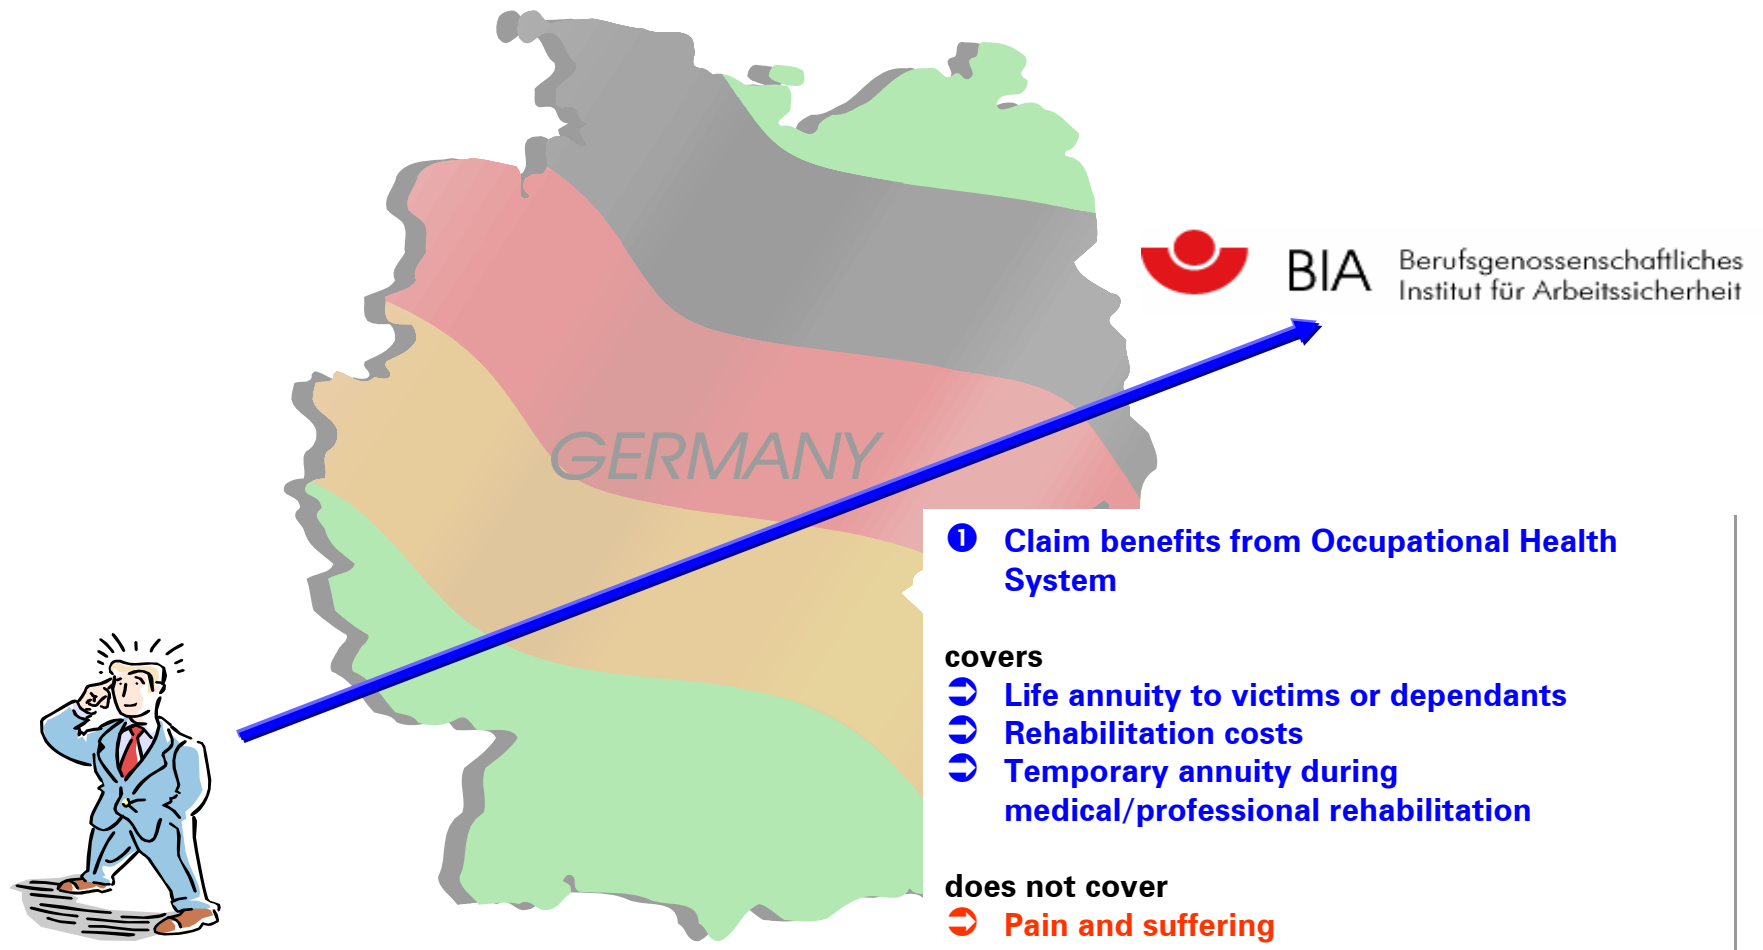 GERMANY
BIA
Berufsgenossenschaftliches
Institut für Arbeitssicherheit
1 Claim benefits from Occupational Health
System
covers
➲ Life annuity to victims or dependants
➲ Rehabilitation costs
➲ Temporary annuity during
medical/professional rehabilitation
does not cover
➲ Pain and suffering